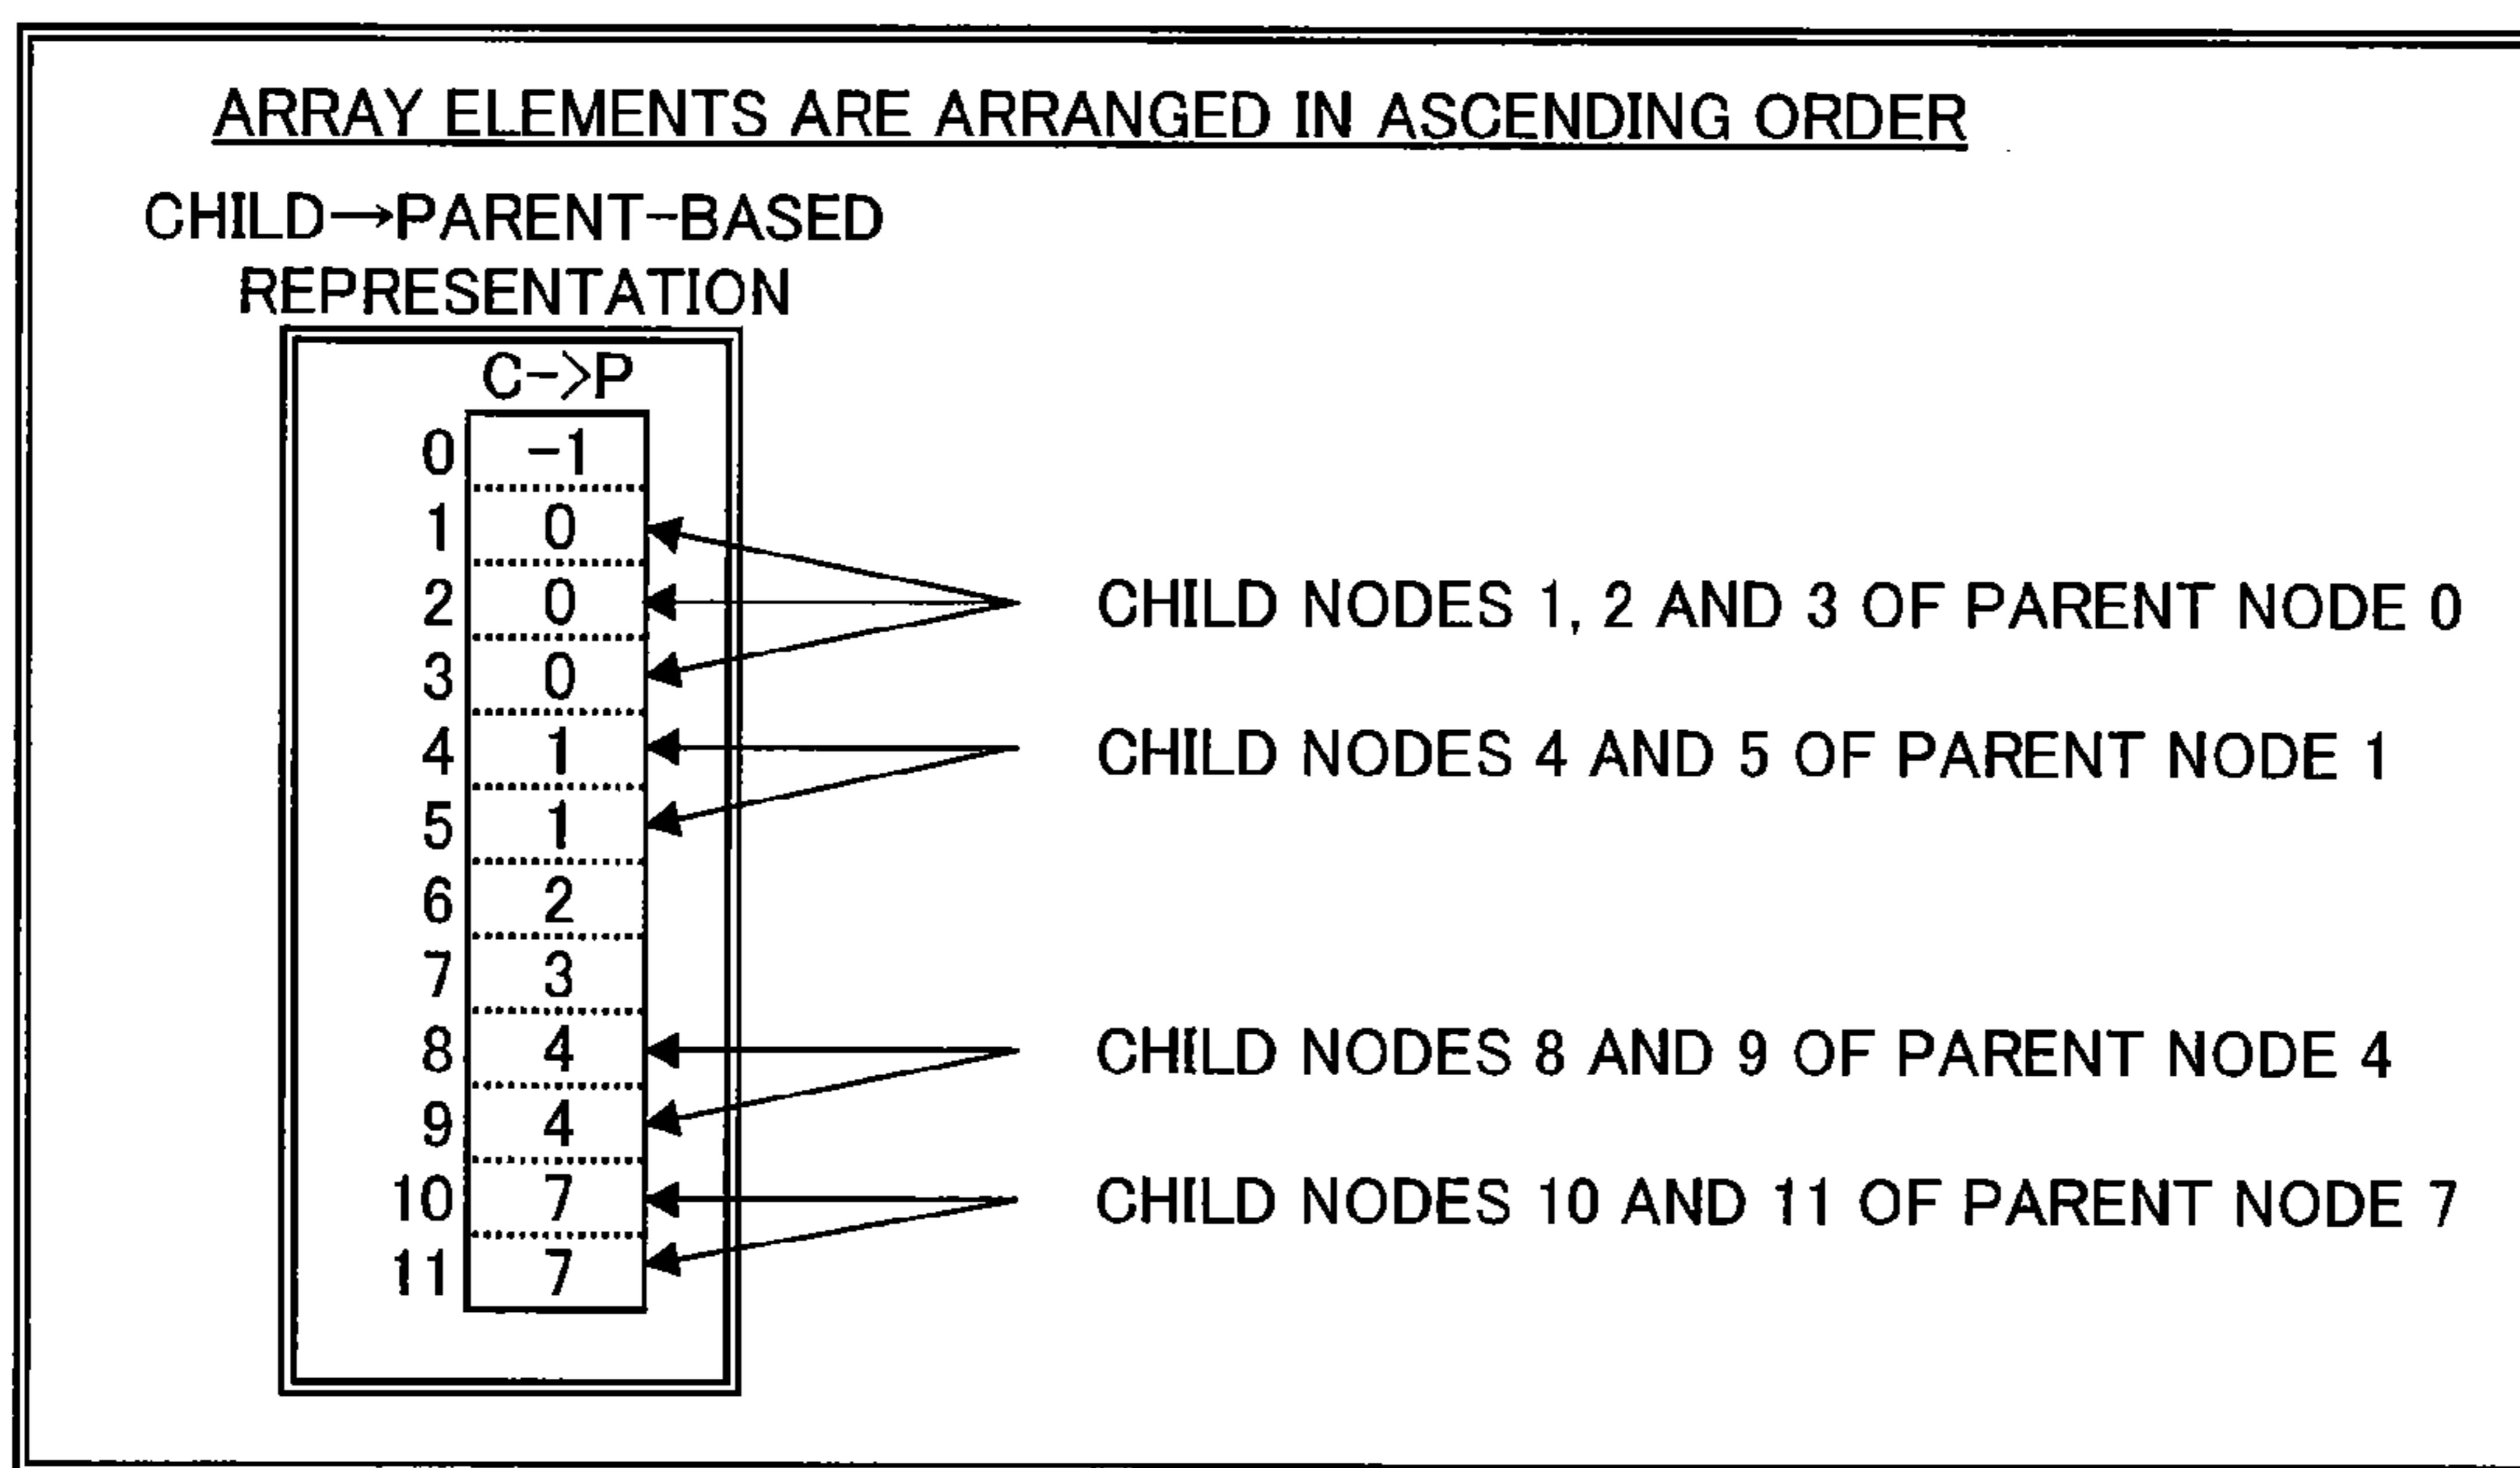 ARRAY ELEMENTS ARE ARRANGED IN ASCENDING ORDER
CHILD→PARENT-BASED
REPRESENTATION
C->P
0 -1
1 0
2 0
3 0
4 1
5 1
6 2
7 3
8 4
9 4
10 7
11 7
CHILD NODES 1, 2 AND 3 OF PARENT NODE 0
CHILD NODES 4 AND 5 OF PARENT NODE 1
CHILD NODES 8 AND 9 OF PARENT NODE 4
CHILD NODES 10 AND 11 OF PARENT NODE 7